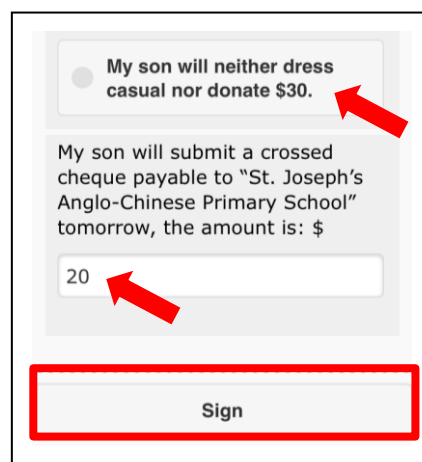 My son will neither dress
casual nor donate $30.
My son will submit a crossed
cheque payable to “St. Joseph’s
Anglo-Chinese Primary School”
tomorrow, the amount is: $
20
Sign